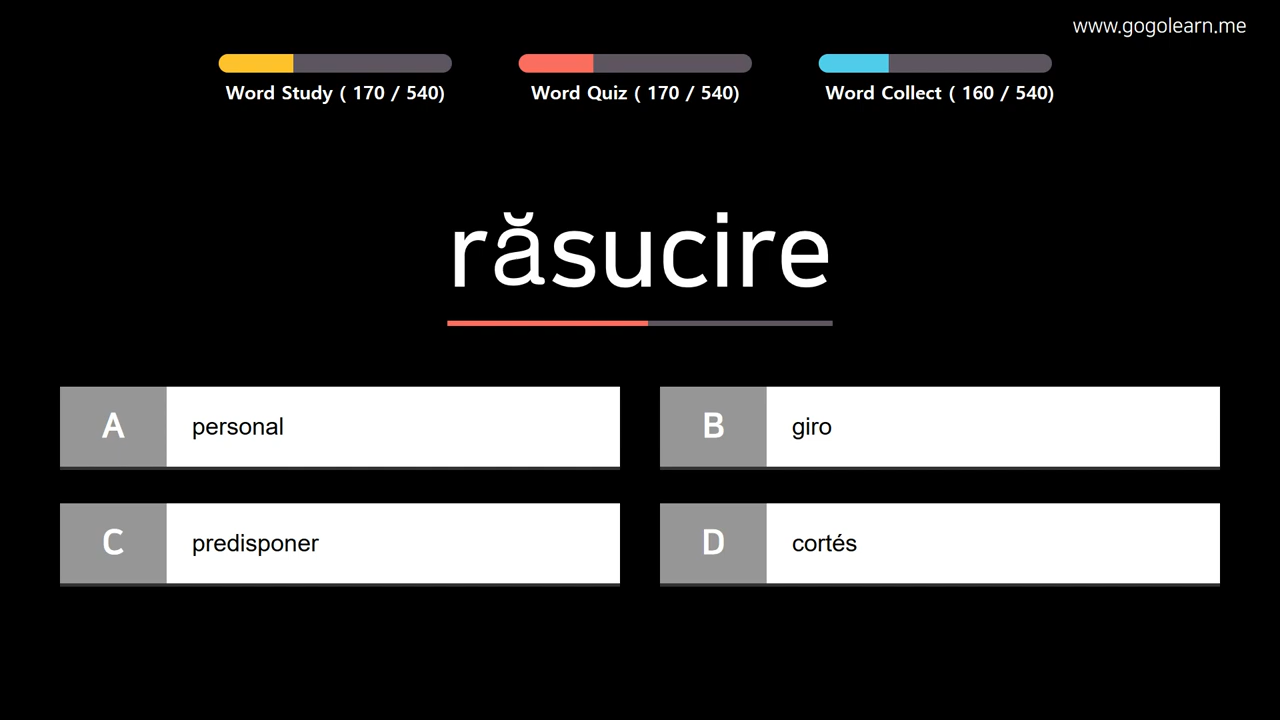 www.gogolearn.me
Word Study ( 170 / 540)
Word Quiz ( 170 / 540)
Word Collect ( 160 / 540)
răsucire
A personal
B giro
C predisponer
D cortés